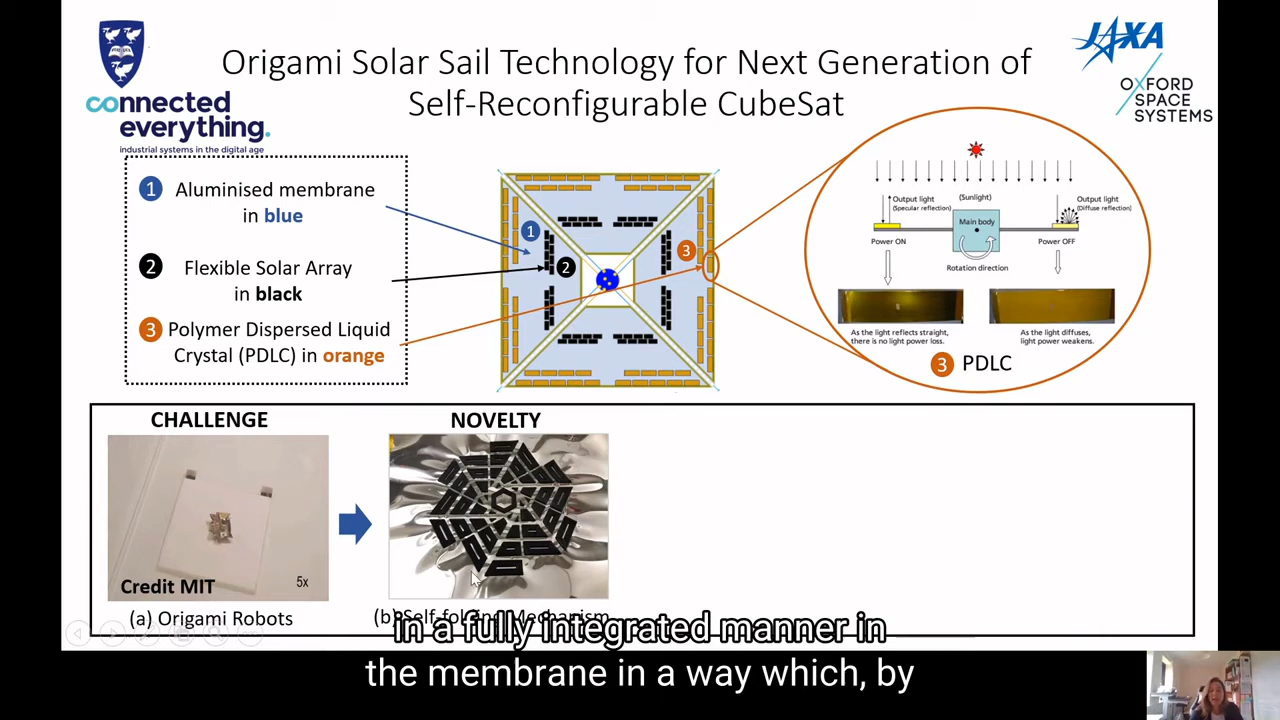 connected
everything.
industrial systems in the digital age
Origami Solar Sail Technology for Next Generation of
Self-Reconfigurable CubeSat
JAXA
OXFORD
SPACE
SYSTEMS
1 Aluminised membrane
in blue
2 Flexible Solar Array
in black
3 Polymer Dispersed Liquid
Crystal (PDLC) in orange
1
2
3
(Sunlight)
Output light
(Specular reflection)
Main body
Output light
(Diffuse reflection)
Power ON
Power OFF
Rotation direction
As the light reflects straight,
there is no light power loss.
As the light diffuses,
light power weakens.
3 PDLC
CHALLENGE
NOVELTY
Credit MIT
5x
(a) Origami Robots
in a fully integrated manner in
the membrane in a way which, by